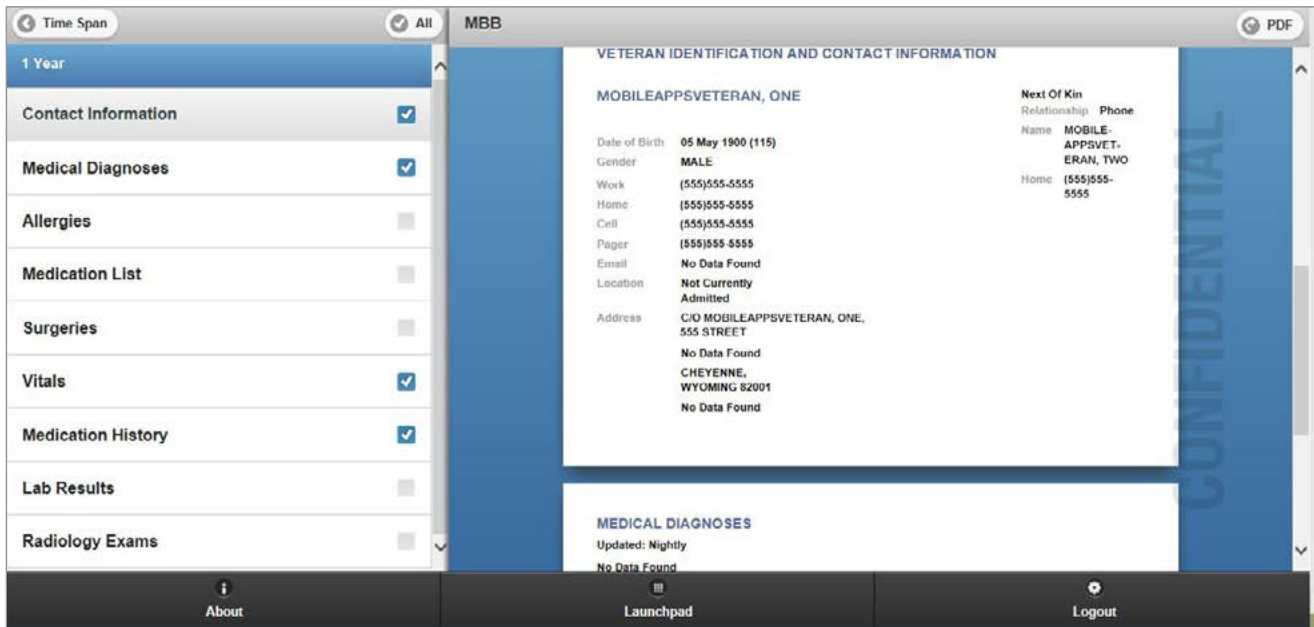 Time Span
All
1 Year
Contact Information
Medical Diagnoses
Allergies
Medication List
Surgeries
Vitals
Medication History
Lab Results
Radiology Exams
MBB
PDF
VETERAN IDENTIFICATION AND CONTACT INFORMATION
MOBILEAPPSVETERAN, ONE
Date of Birth 05 May 1900 (115)
Gender MALE
Work (555)555-5555
Home (555)555-5555
Cell (555)555-5555
Pager (555)555-5555
Email No Data Found
Location Not Currently
Admitted
Address C/O MOBILEAPPSVETERAN, ONE,
555 STREET
No Data Found
CHEYENNE,
WYOMING 82001
No Data Found
Next Of Kin
Relationship Phone
Name MOBILE-
APPSVET-
ERAN, TWO
Home (555)555-
5555
CONFIDENTIAL
MEDICAL DIAGNOSES
Updated: Nightly
No Data Found
About
Launchpad
Logout